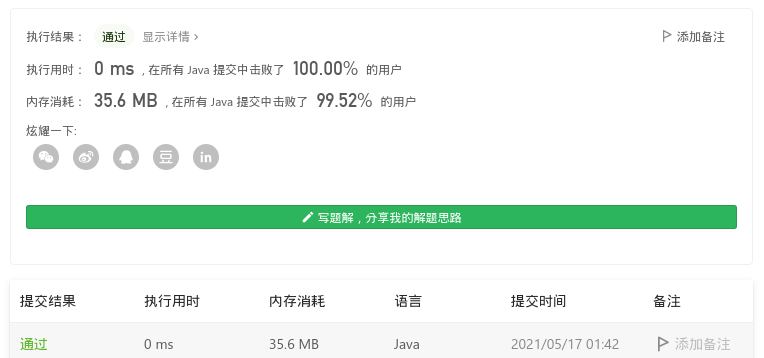 执行结果： 通过 显示详情 > 添加备注
执行用时： 0 ms , 在所有 Java 提交中击败了 100.00% 的用户
内存消耗： 35.6 MB , 在所有 Java 提交中击败了 99.52% 的用户
炫耀一下:
写题解，分享我的解题思路
提交结果 执行用时 内存消耗 语言 提交时间 备注
通过 0 ms 35.6 MB Java 2021/05/17 01:42 添加备注